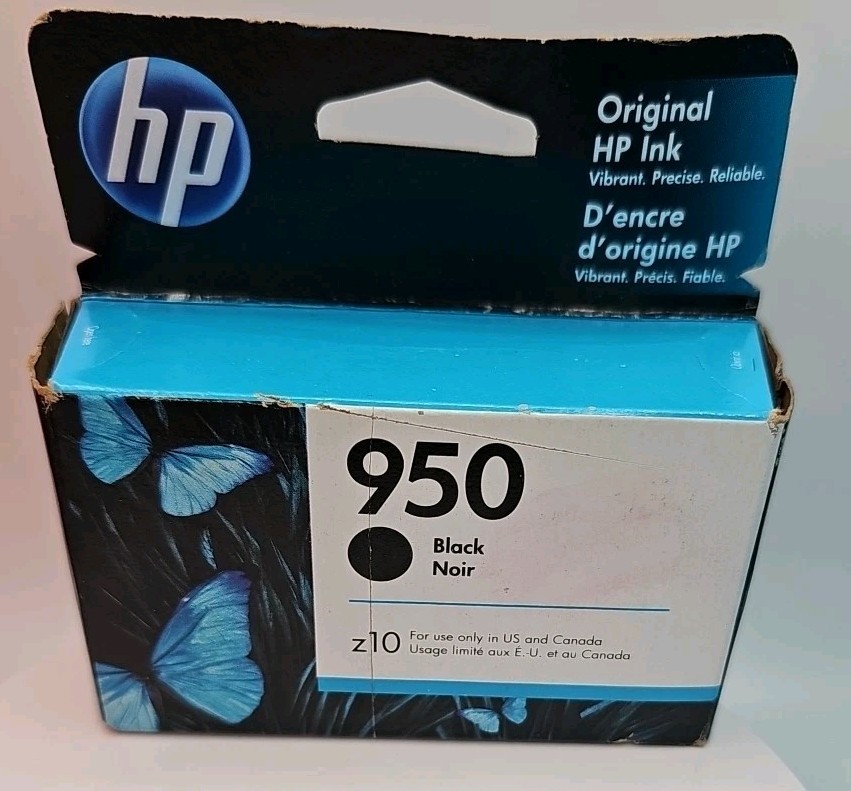 hp
Original
HP Ink
Vibrant. Precise. Reliable.
D'encre
d'origine HP
Vibrant. Précis. Fiable.
950
Black
Noir
z10
For use only in US and Canada
Usage limité aux É.-U. et au Canada